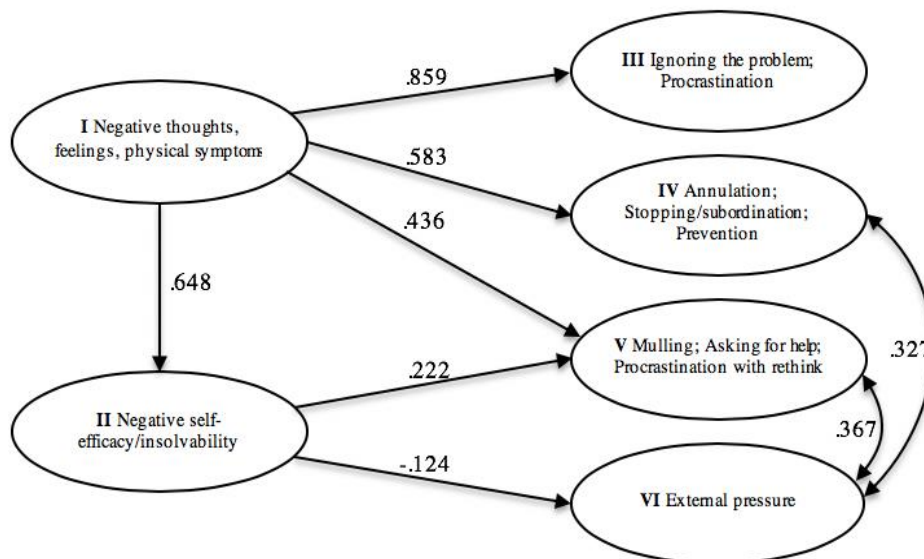 III Ignoring the problem;
Procrastination
.859
I Negative thoughts,
feelings, physical symptoms
.583
IV Annulation;
Stopping/subordination;
Prevention
.436
.648
V Mulling; Asking for help;
Procrastination with rethink
.327
.222
II Negative self-
efficacy/insolvability
.367
-.124
VI External pressure